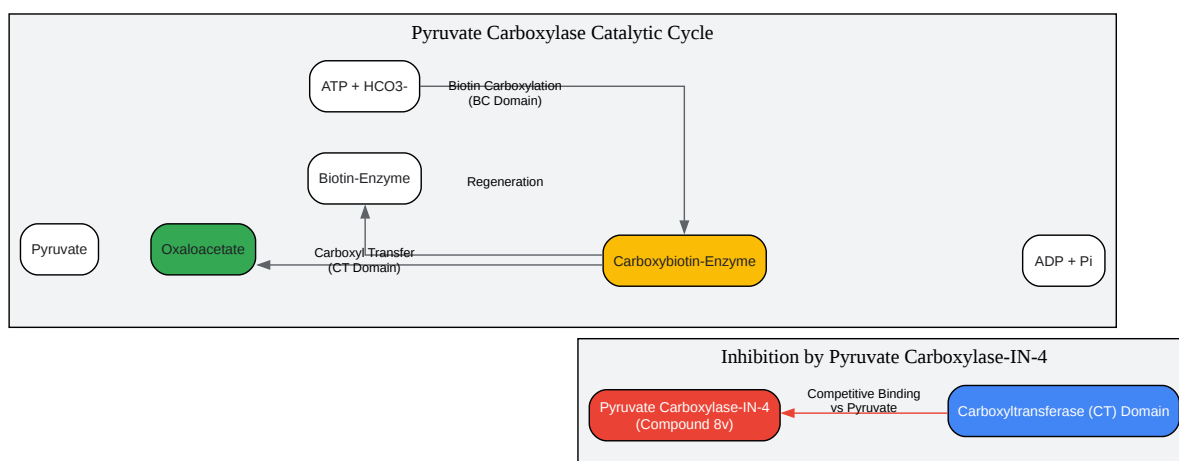 Pyruvate Carboxylase Catalytic Cycle
ATP + HCO3-
Biotin Carboxylation
(BC Domain)
Biotin-Enzyme
Regeneration
Pyruvate
Oxaloacetate
Carboxyl Transfer
(CT Domain)
Carboxybiotin-Enzyme
ADP + Pi
Inhibition by Pyruvate Carboxylase-IN-4
Pyruvate Carboxylase-IN-4
(Compound 8v)
Competitive Binding
vs Pyruvate
Carboxyltransferase (CT) Domain